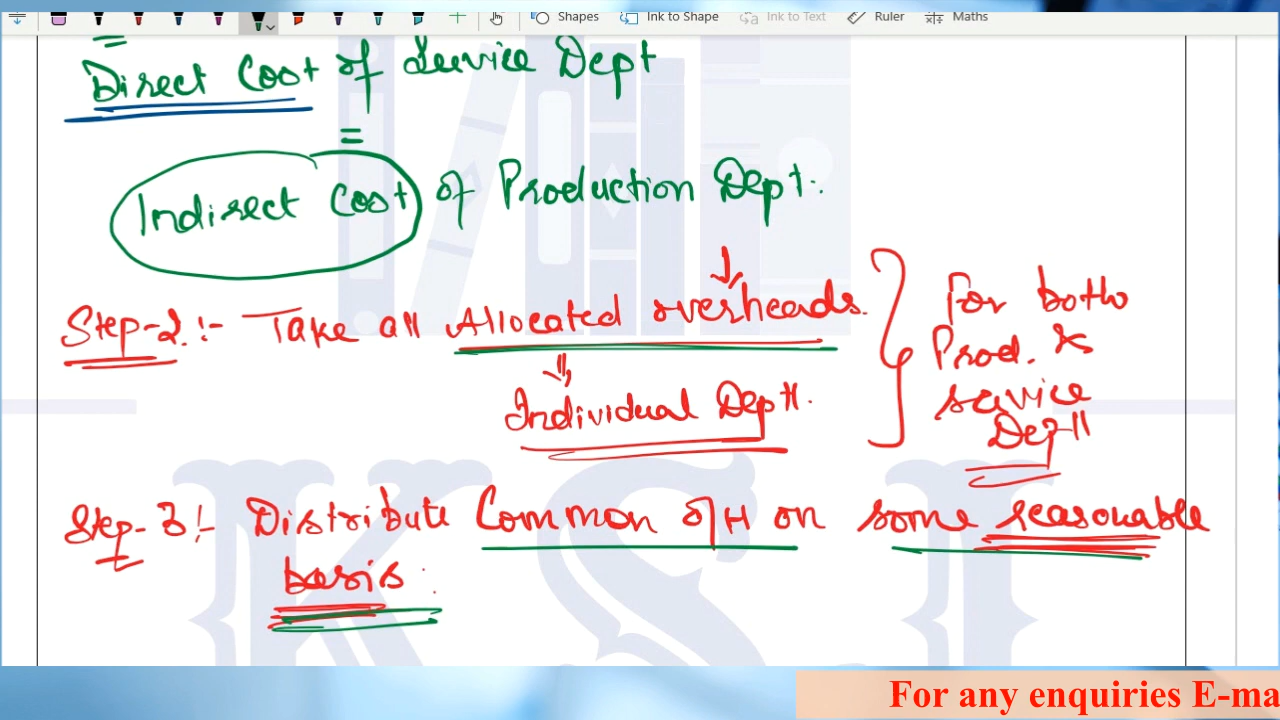 Shapes Ink to Shape Ink to Text Ruler Maths
=
Direct Cost of Service Dept
=
Indirect Cost of Production Dept.
Step-2:- Take all Allocated overheads.
Individual Deptt.
For both
Prod. &
service
Deptt
Step-3:- Distribute Common O/H on some reasonable
basis.
K S I
For any enquiries E-ma